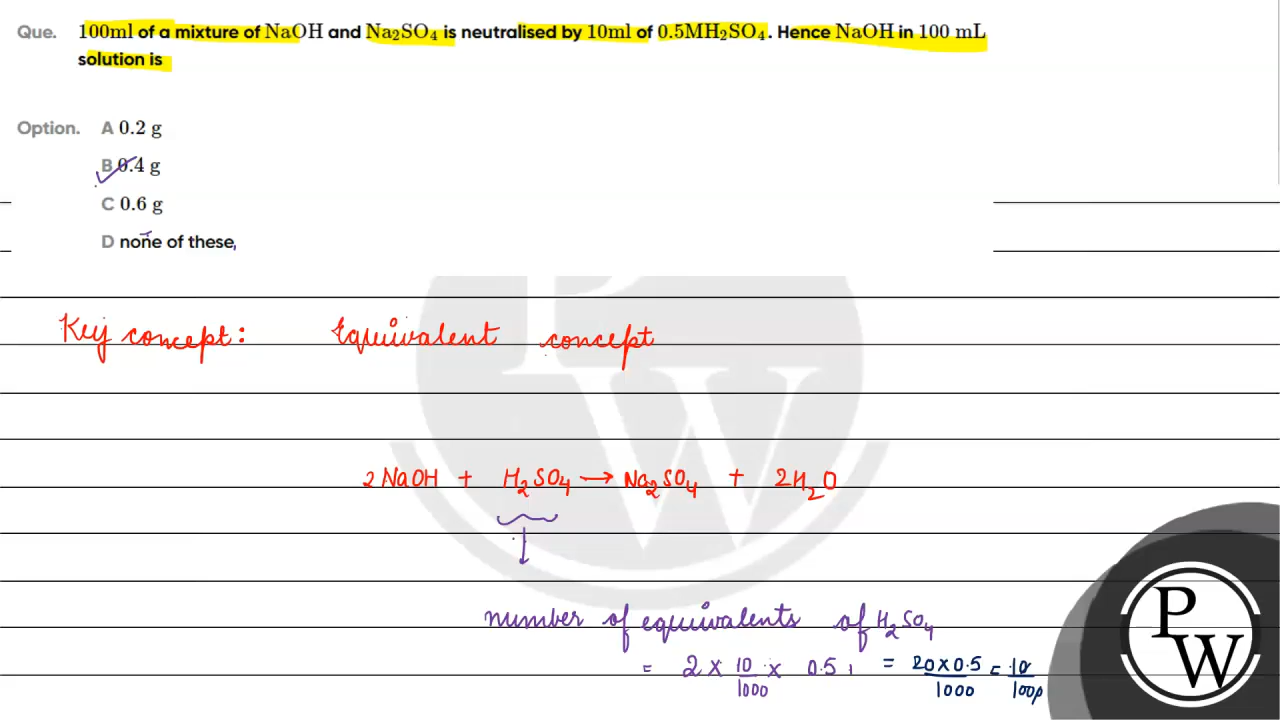 Que. 100ml of a mixture of NaOH and Na₂SO₄ is neutralised by 10ml of 0.5MH₂SO₄. Hence NaOH in 100 mL
solution is
Option. A 0.2 g
B 0.4 g
C 0.6 g
D none of these,
Key concept: Equivalent concept
2NaOH + H₂SO₄ → Na₂SO₄ + 2H₂O
number of equivalents of H₂SO₄
= 2 × 10/1000 × 0.5 = 20×0.5/1000 = 10/1000
P
W